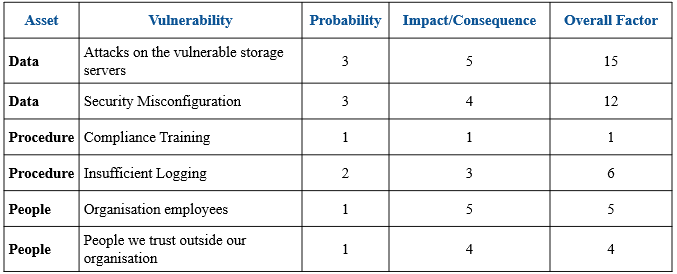 Asset Vulnerability Probability Impact/Consequence Overall Factor
Data Attacks on the vulnerable storage servers 3 5 15
Data Security Misconfiguration 3 4 12
Procedure Compliance Training 1 1 1
Procedure Insufficient Logging 2 3 6
People Organisation employees 1 5 5
People People we trust outside our organisation 1 4 4